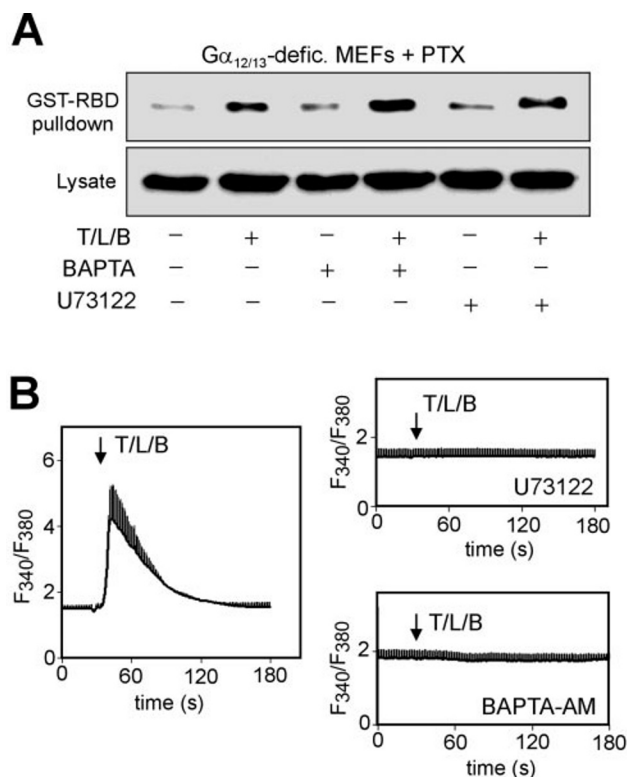 A
Gα12/13-defic. MEFs + PTX
GST-RBD
pulldown
Lysate
T/L/B – + – + – +
BAPTA – – + + – –
U73122 – – – – + +
B
T/L/B
F340/F380
6
4
2
0
0 60 120 180
time (s)
T/L/B
F340/F380
2
0
U73122
0 60 120 180
time (s)
T/L/B
F340/F380
2
0
BAPTA-AM
0 60 120 180
time (s)